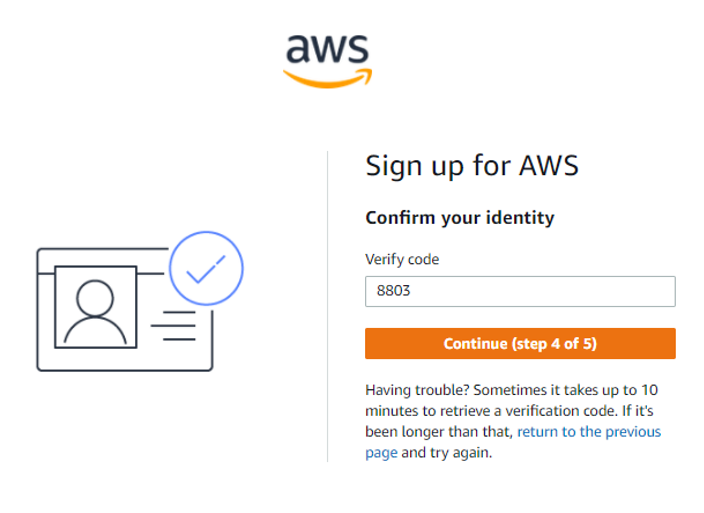 aws
Sign up for AWS
Confirm your identity
Verify code
8803
Continue (step 4 of 5)
Having trouble? Sometimes it takes up to 10
minutes to retrieve a verification code. If it's
been longer than that, return to the previous
page and try again.